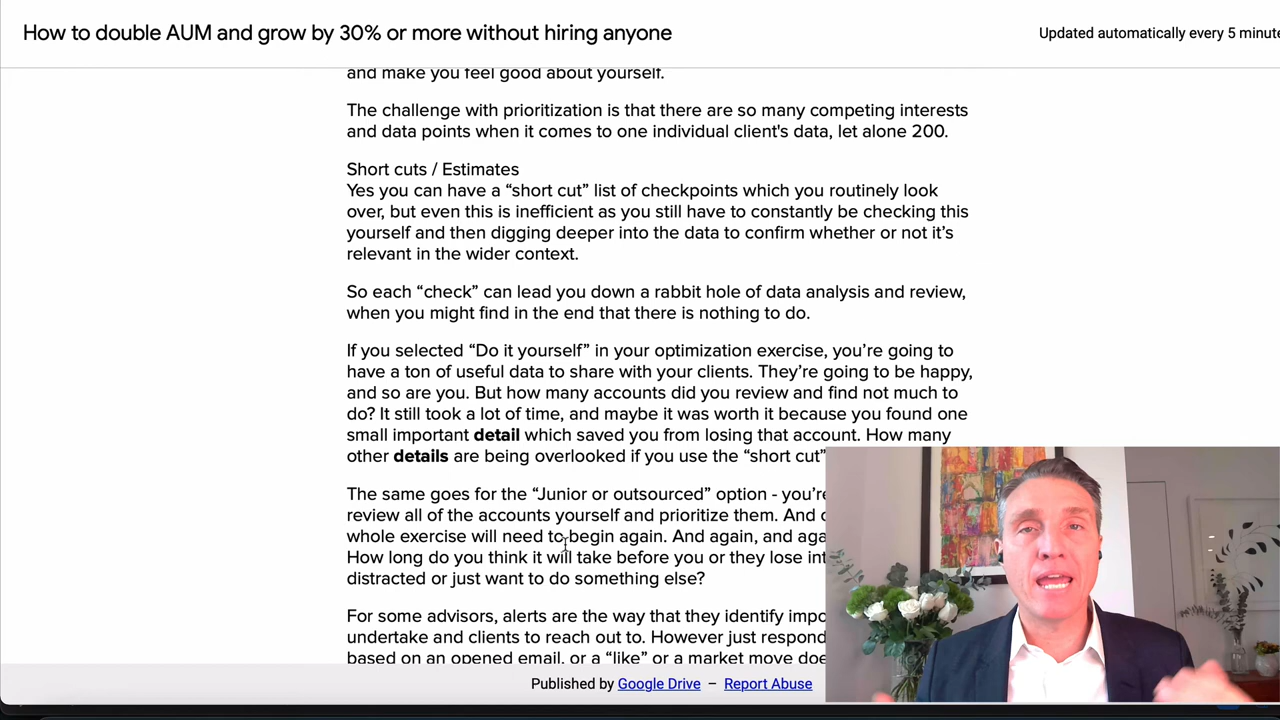 How to double AUM and grow by 30% or more without hiring anyone
Updated automatically every 5 minute
and make you feel good about yourself.
The challenge with prioritization is that there are so many competing interests
and data points when it comes to one individual client's data, let alone 200.
Short cuts / Estimates
Yes you can have a “short cut” list of checkpoints which you routinely look
over, but even this is inefficient as you still have to constantly be checking this
yourself and then digging deeper into the data to confirm whether or not it’s
relevant in the wider context.
So each “check” can lead you down a rabbit hole of data analysis and review,
when you might find in the end that there is nothing to do.
If you selected “Do it yourself” in your optimization exercise, you’re going to
have a ton of useful data to share with your clients. They’re going to be happy,
and so are you. But how many accounts did you review and find not much to
do? It still took a lot of time, and maybe it was worth it because you found one
small important detail which saved you from losing that account. How many
other details are being overlooked if you use the “short cut”
The same goes for the “Junior or outsourced” option - you’re
review all of the accounts yourself and prioritize them. And
whole exercise will need to begin again. And again, and aga
How long do you think it will take before you or they lose int
distracted or just want to do something else?
For some advisors, alerts are the way that they identify impo
undertake and clients to reach out to. However just respond
based on an opened email, or a “like” or a market move doe
Published by Google Drive – Report Abuse